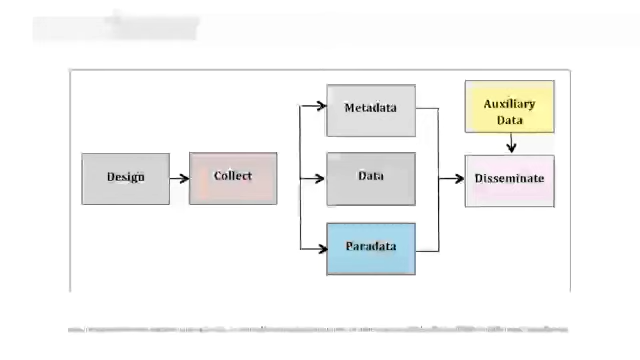 Design
Collect
Metadata
Data
Paradata
Auxiliary
Data
Disseminate